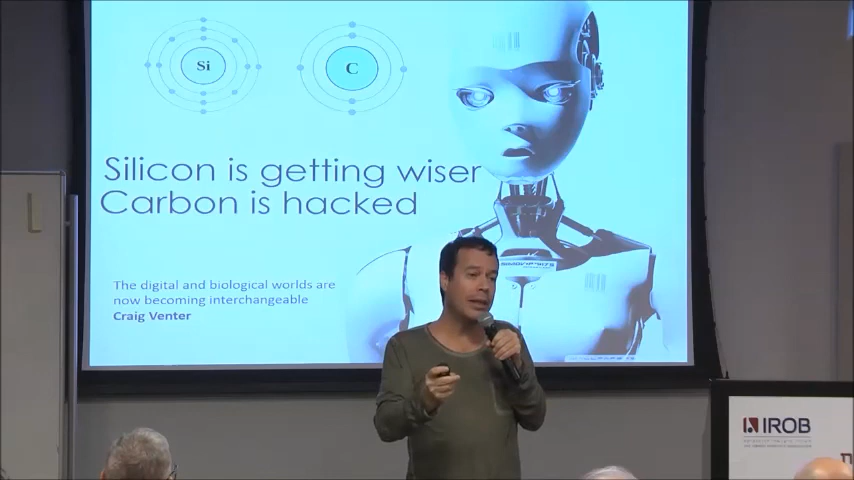 Si
C
Silicon is getting wiser
Carbon is hacked
The digital and biological worlds are
now becoming interchangeable
Craig Venter
IROB